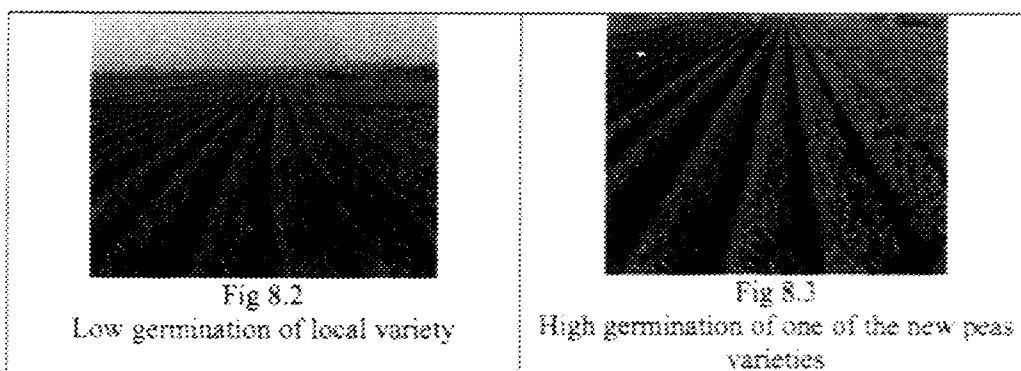 Fig 8.2
Low germination of local variety
Fig 8.3
High germination of one of the new peas
varieties